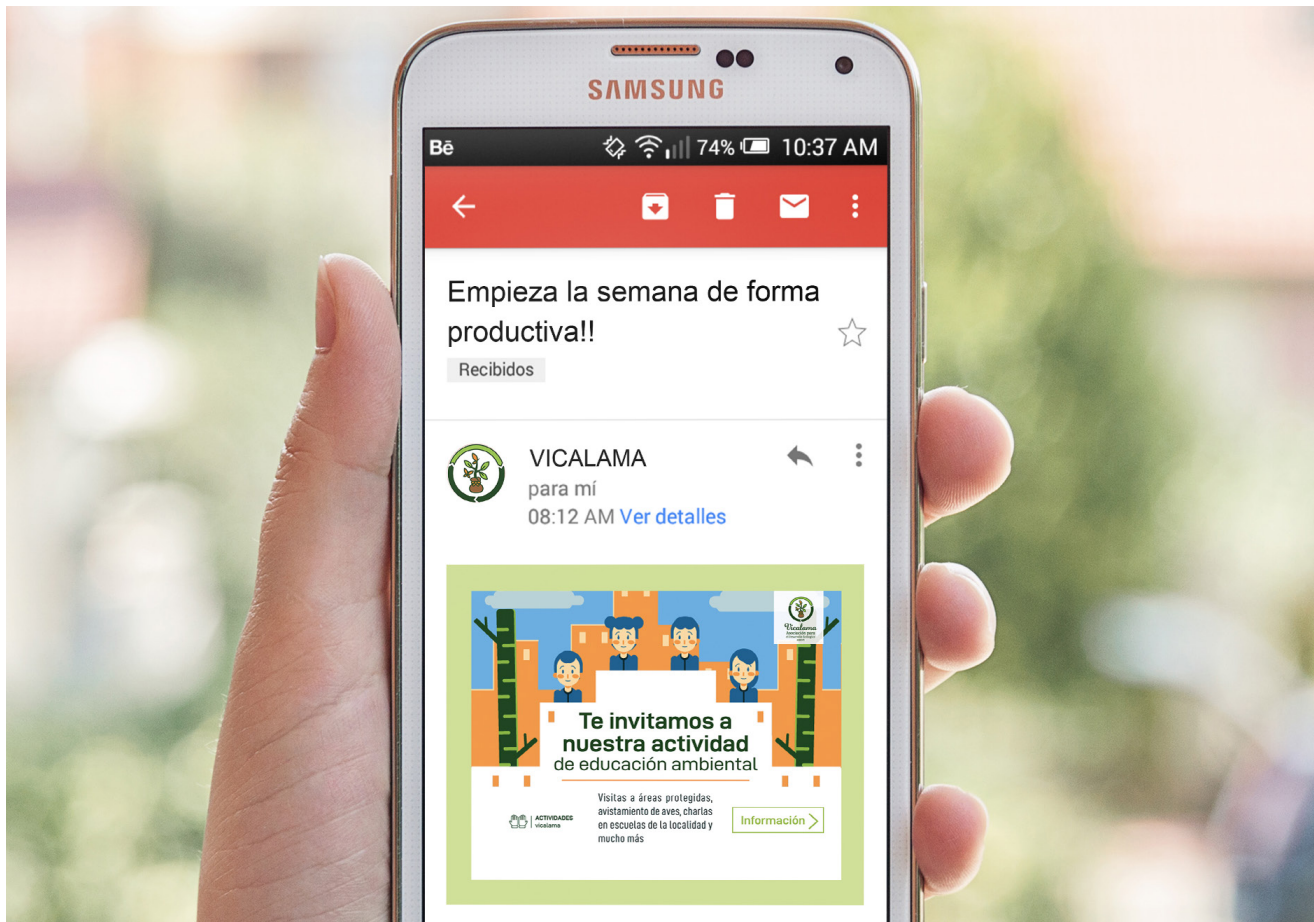 SAMSUNG
Bē 74% 10:37 AM
Empieza la semana de forma
productiva!!
Recibidos
VICALAMA
para mí
08:12 AM Ver detalles
Vicalama
Asociación para
Te invitamos a
nuestra actividad
de educación ambiental
Visitas a áreas protegidas,
avistamiento de aves, charlas
en escuelas de la localidad y
mucho más
ACTIVIDADES
vicalama
Información